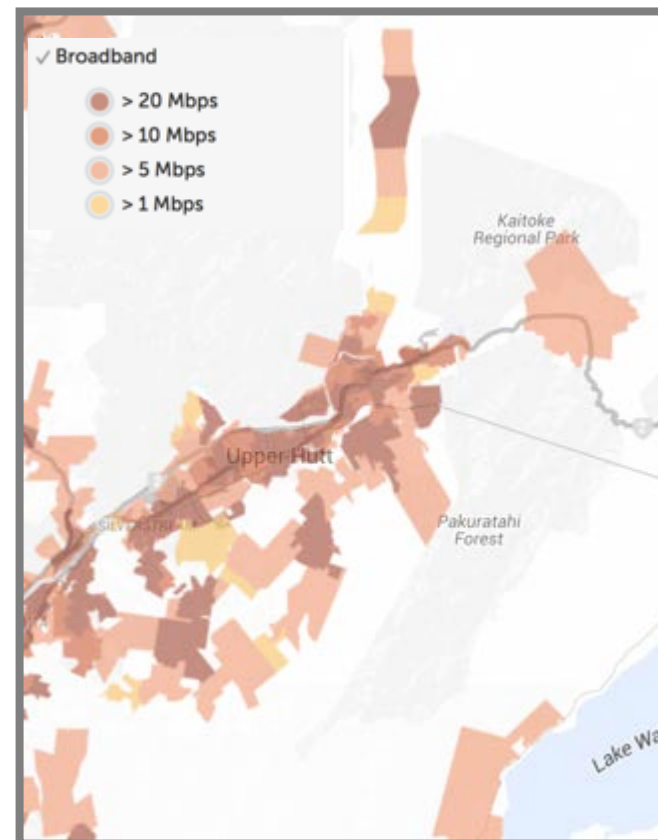 ✓ Broadband
> 20 Mbps
> 10 Mbps
> 5 Mbps
> 1 Mbps
Kaitoke
Regional Park
Upper Hutt
Pakuratahi
Forest
Lake Wa